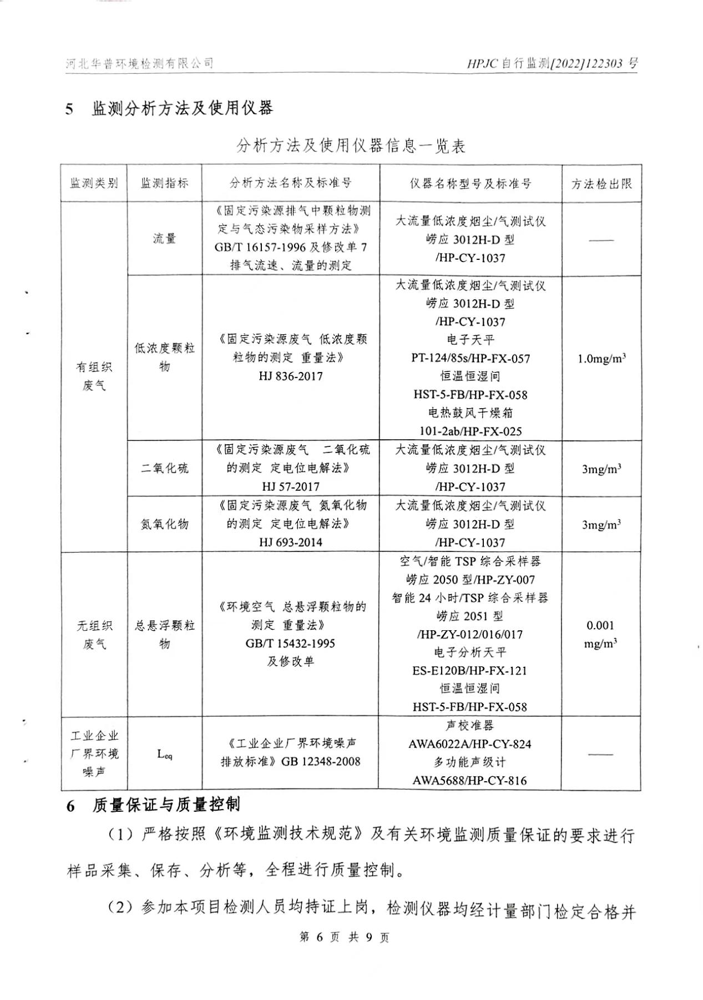 河北华普环境检测有限公司 HPJC 自行监测[2022]122303 号
5 监测分析方法及使用仪器
分析方法及使用仪器信息一览表
监测类别 监测指标 分析方法名称及标准号 仪器名称型号及标准号 方法检出限
有组织
废气
流量
《固定污染源排气中颗粒物测
定与气态污染物采样方法》
GB/T 16157-1996 及修改单 7
排气流速、流量的测定
大流量低浓度烟尘/气测试仪
崂应 3012H-D 型
/HP-CY-1037
——
低浓度颗粒
物
《固定污染源废气 低浓度颗
粒物的测定 重量法》
HJ 836-2017
大流量低浓度烟尘/气测试仪
崂应 3012H-D 型
/HP-CY-1037
电子天平
PT-124/85s/HP-FX-057
恒温恒湿间
HST-5-FB/HP-FX-058
电热鼓风干燥箱
101-2ab/HP-FX-025
1.0mg/m³
二氧化硫
《固定污染源废气 二氧化硫
的测定 定电位电解法》
HJ 57-2017
大流量低浓度烟尘/气测试仪
崂应 3012H-D 型
/HP-CY-1037
3mg/m³
氮氧化物
《固定污染源废气 氮氧化物
的测定 定电位电解法》
HJ 693-2014
大流量低浓度烟尘/气测试仪
崂应 3012H-D 型
/HP-CY-1037
3mg/m³
无组织
废气
总悬浮颗粒
物
《环境空气 总悬浮颗粒物的
测定 重量法》
GB/T 15432-1995
及修改单
空气/智能 TSP 综合采样器
崂应 2050 型/HP-ZY-007
智能 24 小时/TSP 综合采样器
崂应 2051 型
/HP-ZY-012/016/017
电子分析天平
ES-E120B/HP-FX-121
恒温恒湿间
HST-5-FB/HP-FX-058
0.001
mg/m³
工业企业
厂界环境
噪声
Leq
《工业企业厂界环境噪声
排放标准》GB 12348-2008
声校准器
AWA6022A/HP-CY-824
多功能声级计
AWA5688/HP-CY-816
——
6 质量保证与质量控制
（1）严格按照《环境监测技术规范》及有关环境监测质量保证的要求进行
样品采集、保存、分析等，全程进行质量控制。
（2）参加本项目检测人员均持证上岗，检测仪器均经计量部门检定合格并
第 6 页 共 9 页